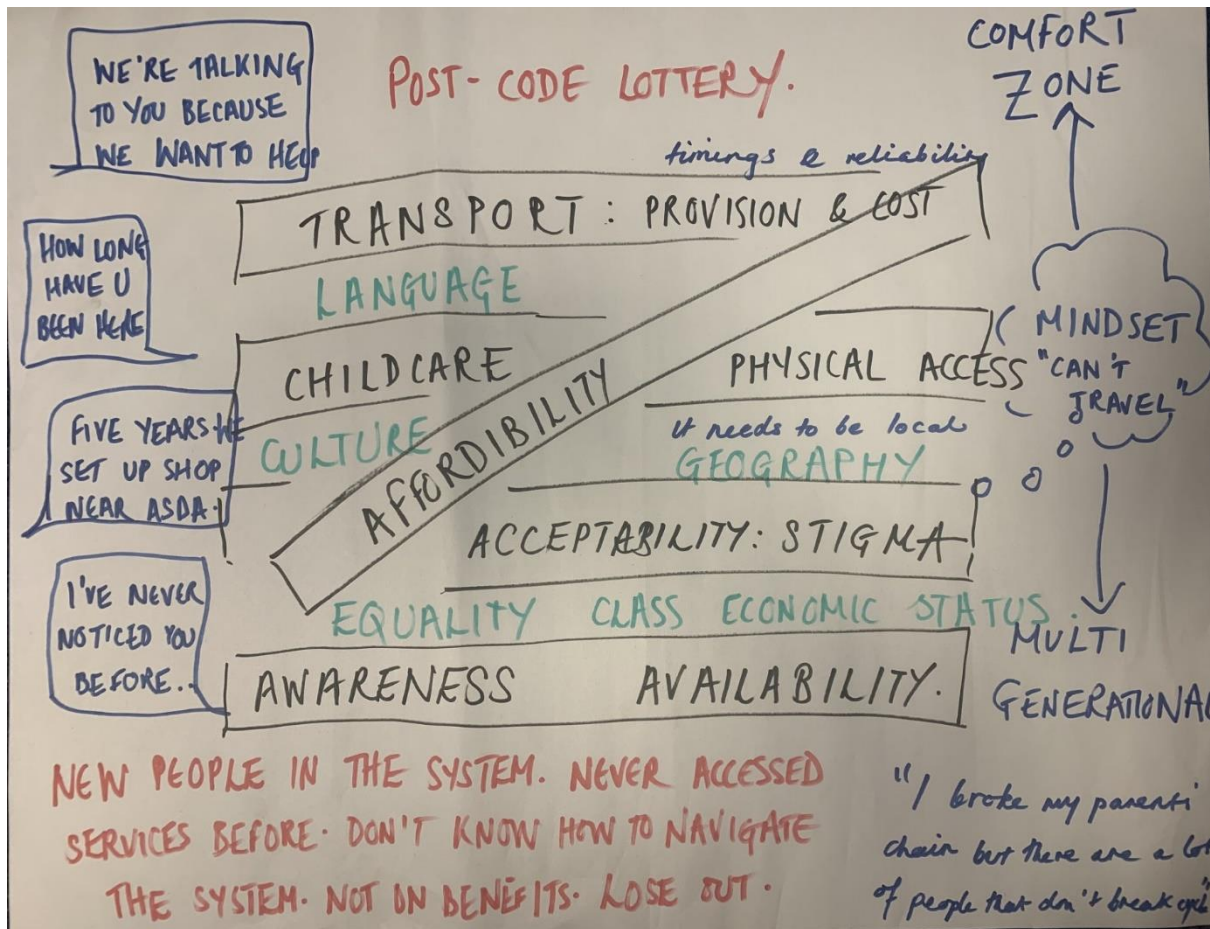 WE'RE TALKING
TO YOU BECAUSE
WE WANT TO HELP
POST-CODE LOTTERY.
COMFORT
ZONE
timings & reliability
TRANSPORT: PROVISION & COST
HOW LONG
HAVE U
BEEN HERE
LANGUAGE
CHILDCARE
PHYSICAL ACCESS
MINDSET
"CAN'T
TRAVEL"
FIVE YEARS WE
SET UP SHOP
NEAR ASDA.
CULTURE
AFFORDIBILITY
It needs to be local
GEOGRAPHY
ACCEPTABILITY: STIGMA
I'VE NEVER
NOTICED YOU
BEFORE..
EQUALITY CLASS ECONOMIC STATUS.
AWARENESS AVAILABILITY.
MULTI
GENERATIONAL
NEW PEOPLE IN THE SYSTEM. NEVER ACCESSED
SERVICES BEFORE. DON'T KNOW HOW TO NAVIGATE
THE SYSTEM. NOT ON BENEFITS. LOSE OUT.
"I broke my parents'
chain but there are a lot
of people that don't break cycle"